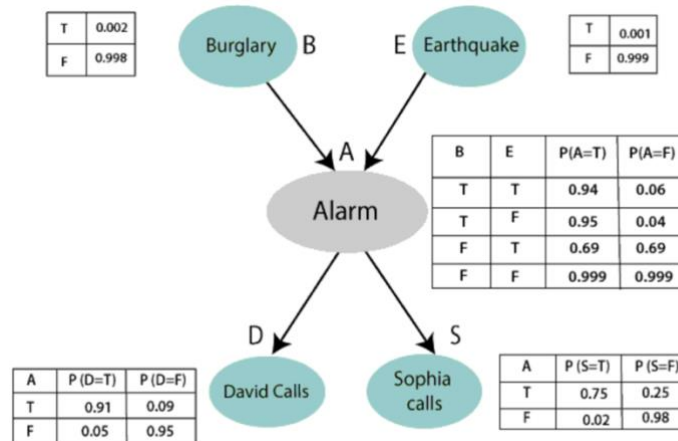 T 0.002
F 0.998
Burglary B
E Earthquake
T 0.001
F 0.999
A
Alarm
B E P(A=T) P(A=F)
T T 0.94 0.06
T F 0.95 0.04
F T 0.69 0.69
F F 0.999 0.999
D
S
A P (D=T) P (D=F)
T 0.91 0.09
F 0.05 0.95
David Calls
Sophia
calls
A P (S=T) P (S=F)
T 0.75 0.25
F 0.02 0.98